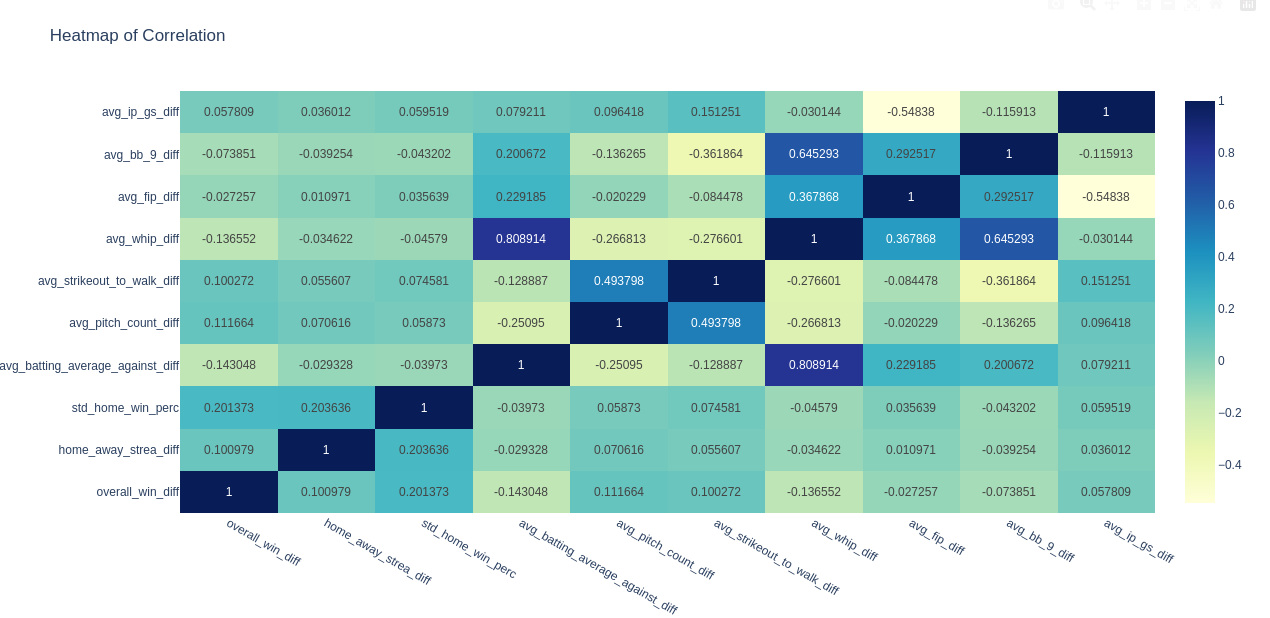 Heatmap of Correlation
avg_ip_gs_diff 0.057809 0.036012 0.059519 0.079211 0.096418 0.151251 -0.030144 -0.54838 -0.115913 1
avg_bb_9_diff -0.073851 -0.039254 -0.043202 0.200672 -0.136265 -0.361864 0.645293 0.292517 1 -0.115913
avg_fip_diff -0.027257 0.010971 0.035639 0.229185 -0.020229 -0.084478 0.367868 1 0.292517 -0.54838
avg_whip_diff -0.136552 -0.034622 -0.04579 0.808914 -0.266813 -0.276601 1 0.367868 0.645293 -0.030144
avg_strikeout_to_walk_diff 0.100272 0.055607 0.074581 -0.128887 0.493798 1 -0.276601 -0.084478 -0.361864 0.151251
avg_pitch_count_diff 0.111664 0.070616 0.05873 -0.25095 1 0.493798 -0.266813 -0.020229 -0.136265 0.096418
avg_batting_average_against_diff -0.143048 -0.029328 -0.03973 1 -0.25095 -0.128887 0.808914 0.229185 0.200672 0.079211
std_home_win_perc 0.201373 0.203636 1 -0.03973 0.05873 0.074581 -0.04579 0.035639 -0.043202 0.059519
home_away_strea_diff 0.100979 1 0.203636 -0.029328 0.070616 0.055607 -0.034622 0.010971 -0.039254 0.036012
overall_win_diff 1 0.100979 0.201373 -0.143048 0.111664 0.100272 -0.136552 -0.027257 -0.073851 0.057809
overall_win_diff
home_away_strea_diff
std_home_win_perc
avg_batting_average_against_diff
avg_pitch_count_diff
avg_strikeout_to_walk_diff
avg_whip_diff
avg_fip_diff
avg_bb_9_diff
avg_ip_gs_diff
1
0.8
0.6
0.4
0.2
0
−0.2
−0.4